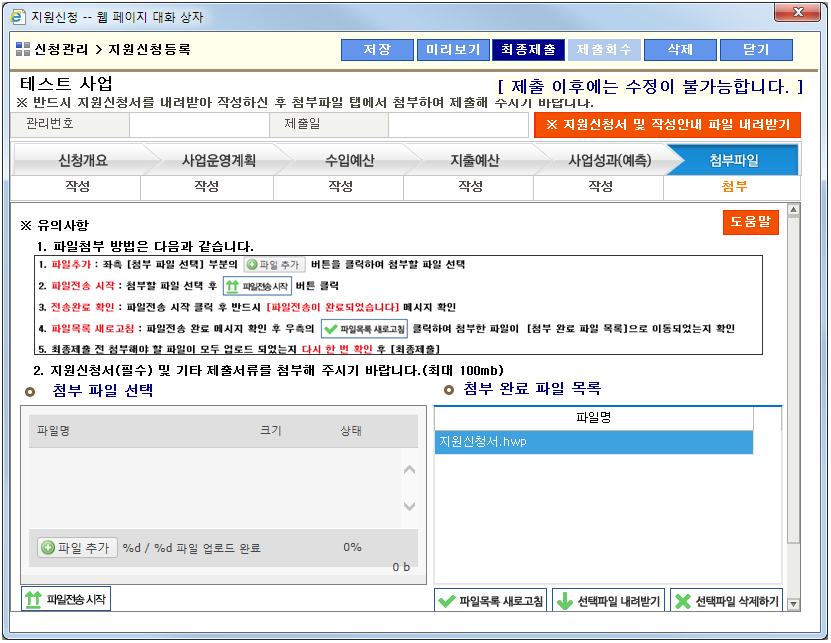 지원신청 -- 웹 페이지 대화 상자
신청관리 > 지원신청등록
저장 미리보기 최종제출 제출회수 삭제 닫기
테스트 사업
[ 제출 이후에는 수정이 불가능합니다. ]
※ 반드시 지원신청서를 내려받아 작성하신 후 첨부파일 탭에서 첨부하여 제출해 주시기 바랍니다.
관리번호 제출일 ※ 지원신청서 및 작성안내 파일 내려받기
신청개요 사업운영계획 수입예산 지출예산 사업성과(예측) 첨부파일
작성 작성 작성 작성 작성 첨부
도움말
※ 유의사항
1. 파일첨부 방법은 다음과 같습니다.
1. 파일추가 : 좌측 [첨부 파일 선택] 부분의 파일 추가 버튼을 클릭하여 첨부할 파일 선택
2. 파일전송 시작 : 첨부할 파일 선택 후 파일전송 시작 버튼 클릭
3. 전송완료 확인 : 파일전송 시작 클릭 후 반드시 [파일전송이 완료되었습니다] 메시지 확인
4. 파일목록 새로고침 : 파일전송 완료 메시지 확인 후 우측의 파일목록 새로고침 클릭하여 첨부한 파일이 [첨부 완료 파일 목록]으로 이동되었는지 확인
5. 최종제출 전 첨부해야 할 파일이 모두 업로드 되었는지 다시 한 번 확인 후 [최종제출]
2. 지원신청서(필수) 및 기타 제출서류를 첨부해 주시기 바랍니다.(최대 100mb)
첨부 파일 선택
첨부 완료 파일 목록
파일명 크기 상태
파일명
지원신청서.hwp
파일 추가 %d / %d 파일 업로드 완료 0%
0 b
파일전송 시작
파일목록 새로고침 선택파일 내려받기 선택파일 삭제하기